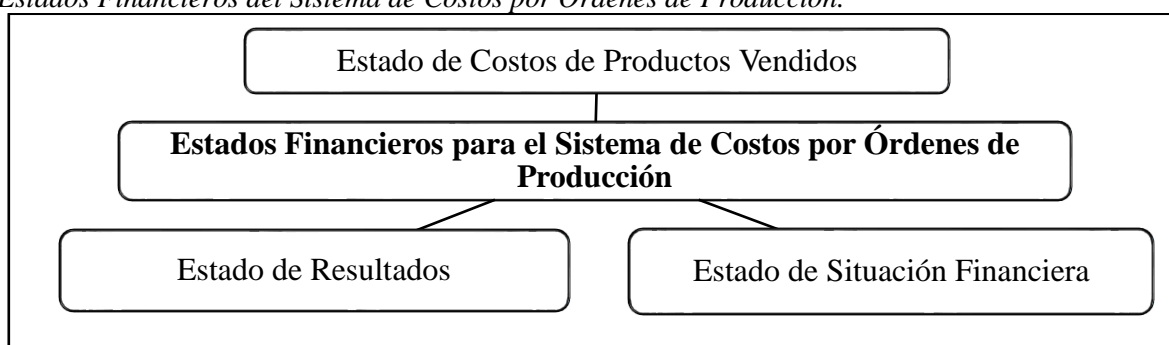 Estados Financieros del Sistema de Costos por Órdenes de Producción.
Estado de Costos de Productos Vendidos
Estados Financieros para el Sistema de Costos por Órdenes de
Producción
Estado de Resultados
Estado de Situación Financiera